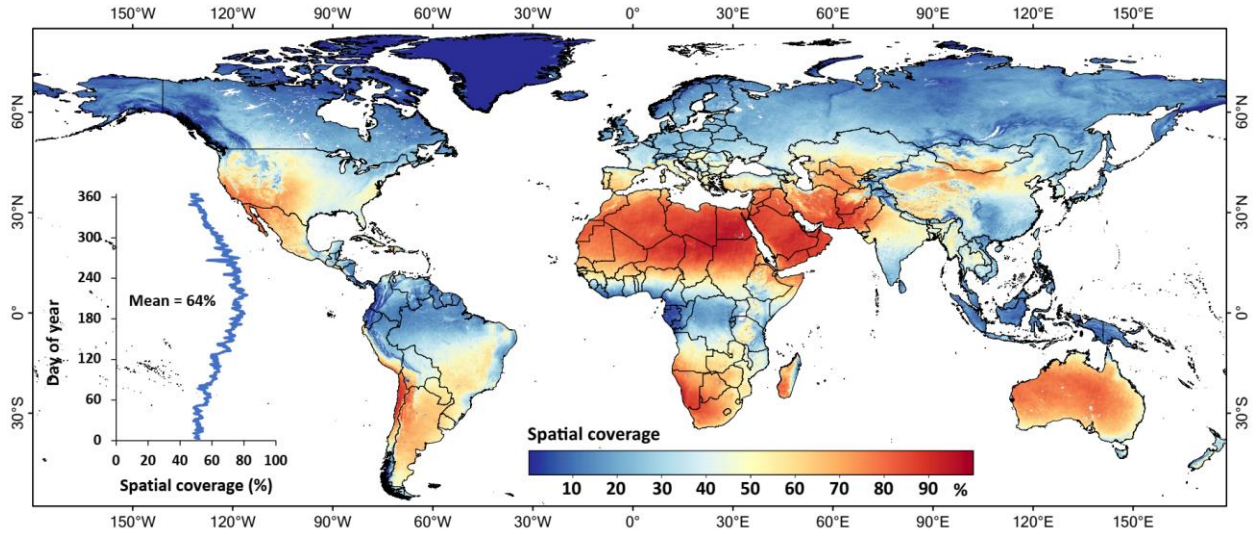 150°W 120°W 90°W 60°W 30°W 0° 30°E 60°E 90°E 120°E 150°E
60°N 60°N
30°N 30°N
0° 0°
30°S 30°S
360
300
240
Mean = 64%
180
120
60
0
Day of year
0 20 40 60 80 100
Spatial coverage (%)
Spatial coverage
10 20 30 40 50 60 70 80 90 %
150°W 120°W 90°W 60°W 30°W 0° 30°E 60°E 90°E 120°E 150°E